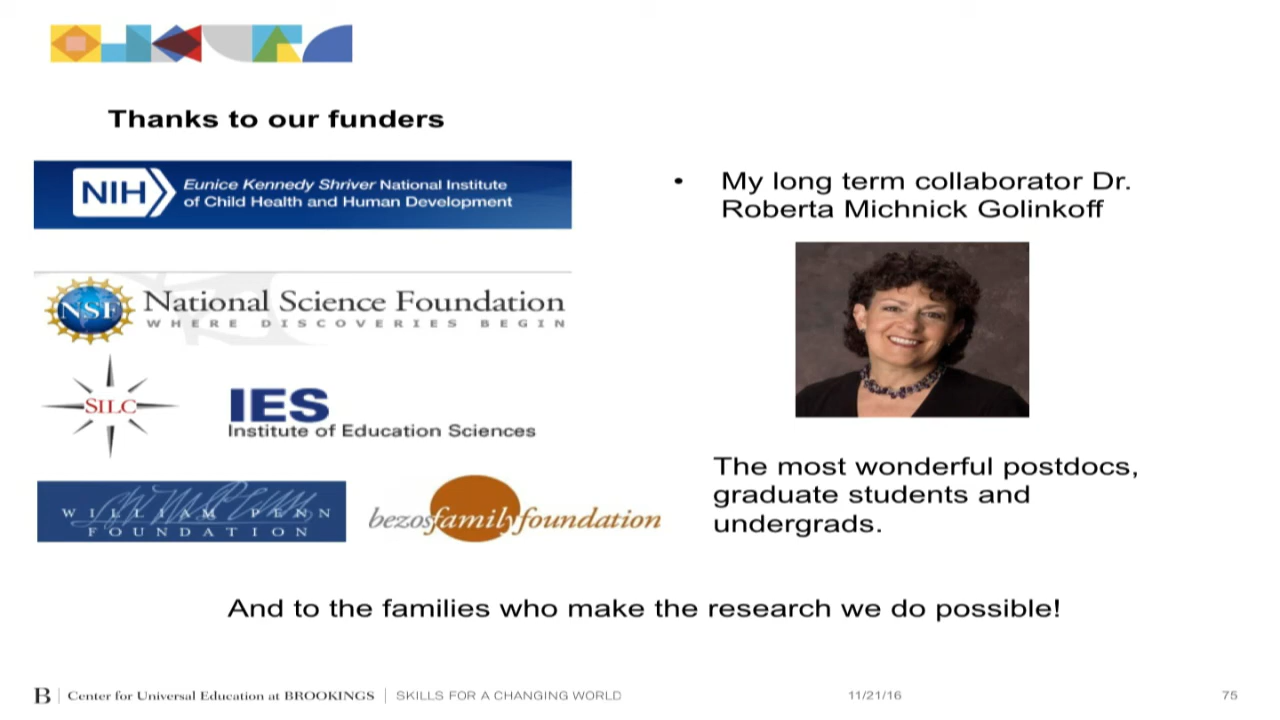 Thanks to our funders
NIH
Eunice Kennedy Shriver National Institute
of Child Health and Human Development
NSF
National Science Foundation
WHERE DISCOVERIES BEGIN
SILC
IES
Institute of Education Sciences
WILLIAM PENN
FOUNDATION
bezosfamilyfoundation
• My long term collaborator Dr.
Roberta Michnick Golinkoff
The most wonderful postdocs,
graduate students and
undergrads.
And to the families who make the research we do possible!
B | Center for Universal Education at BROOKINGS | SKILLS FOR A CHANGING WORLD
11/21/16
75